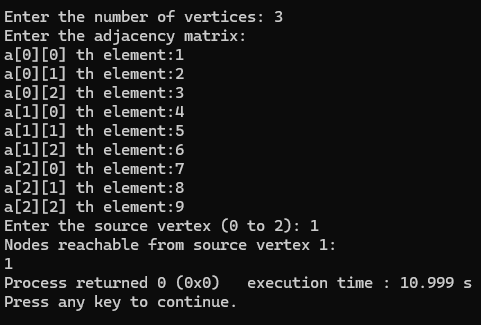 Enter the number of vertices: 3
Enter the adjacency matrix:
a[0][0] th element:1
a[0][1] th element:2
a[0][2] th element:3
a[1][0] th element:4
a[1][1] th element:5
a[1][2] th element:6
a[2][0] th element:7
a[2][1] th element:8
a[2][2] th element:9
Enter the source vertex (0 to 2): 1
Nodes reachable from source vertex 1:
1
Process returned 0 (0x0)   execution time : 10.999 s
Press any key to continue.